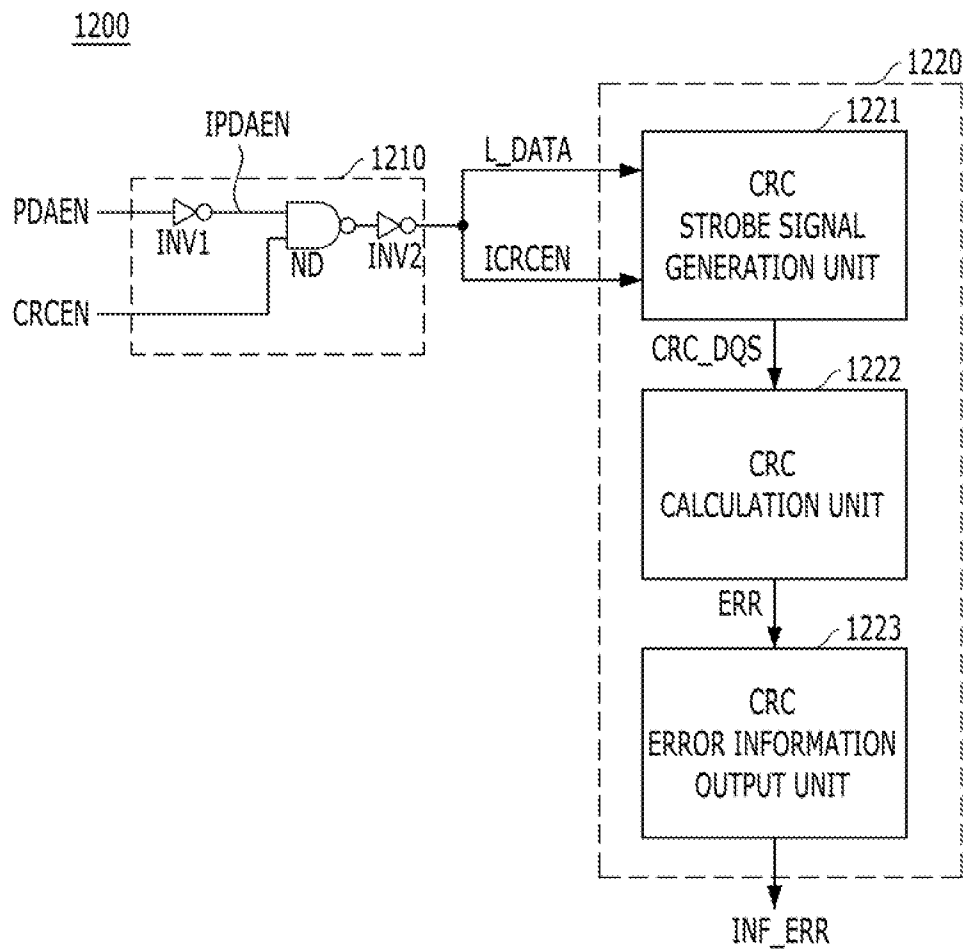 1200
1220
1221
IPDAEN
1210
L_DATA
PDAEN
INV1
ND
INV2
ICRCEN
CRCEN
CRC
STROBE SIGNAL
GENERATION UNIT
CRC_DQS
1222
CRC
CALCULATION UNIT
ERR
1223
CRC
ERROR INFORMATION
OUTPUT UNIT
INF_ERR